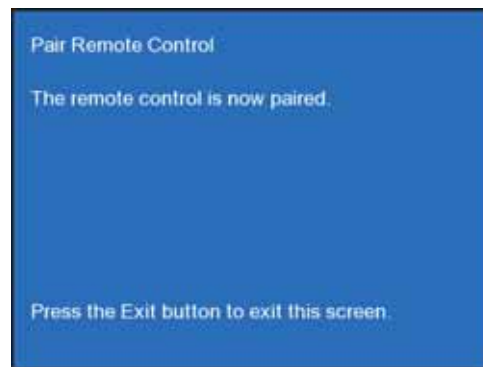 Pair Remote Control
The remote control is now paired.
Press the Exit button to exit this screen.